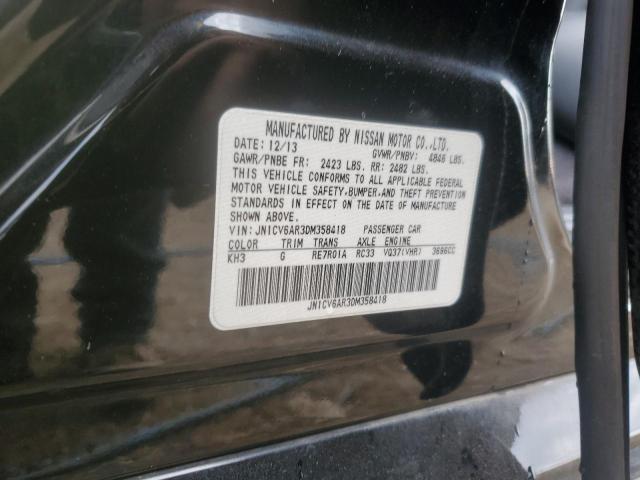 MANUFACTURED BY NISSAN MOTOR CO.,LTD.
DATE: 12/13 GVWR/PNBV: 4846 LBS.
GAWR/PNBE FR: 2423 LBS. RR: 2482 LBS.
THIS VEHICLE CONFORMS TO ALL APPLICABLE FEDERAL
MOTOR VEHICLE SAFETY,BUMPER,AND THEFT PREVENTION
STANDARDS IN EFFECT ON THE DATE OF MANUFACTURE
SHOWN ABOVE.
VIN: JN1CV6AR3DM358418 PASSENGER CAR
COLOR TRIM TRANS AXLE ENGINE
KH3 G RE7R01A RC33 VQ37(VHR) 3696CC
JN1CV6AR3DM358418